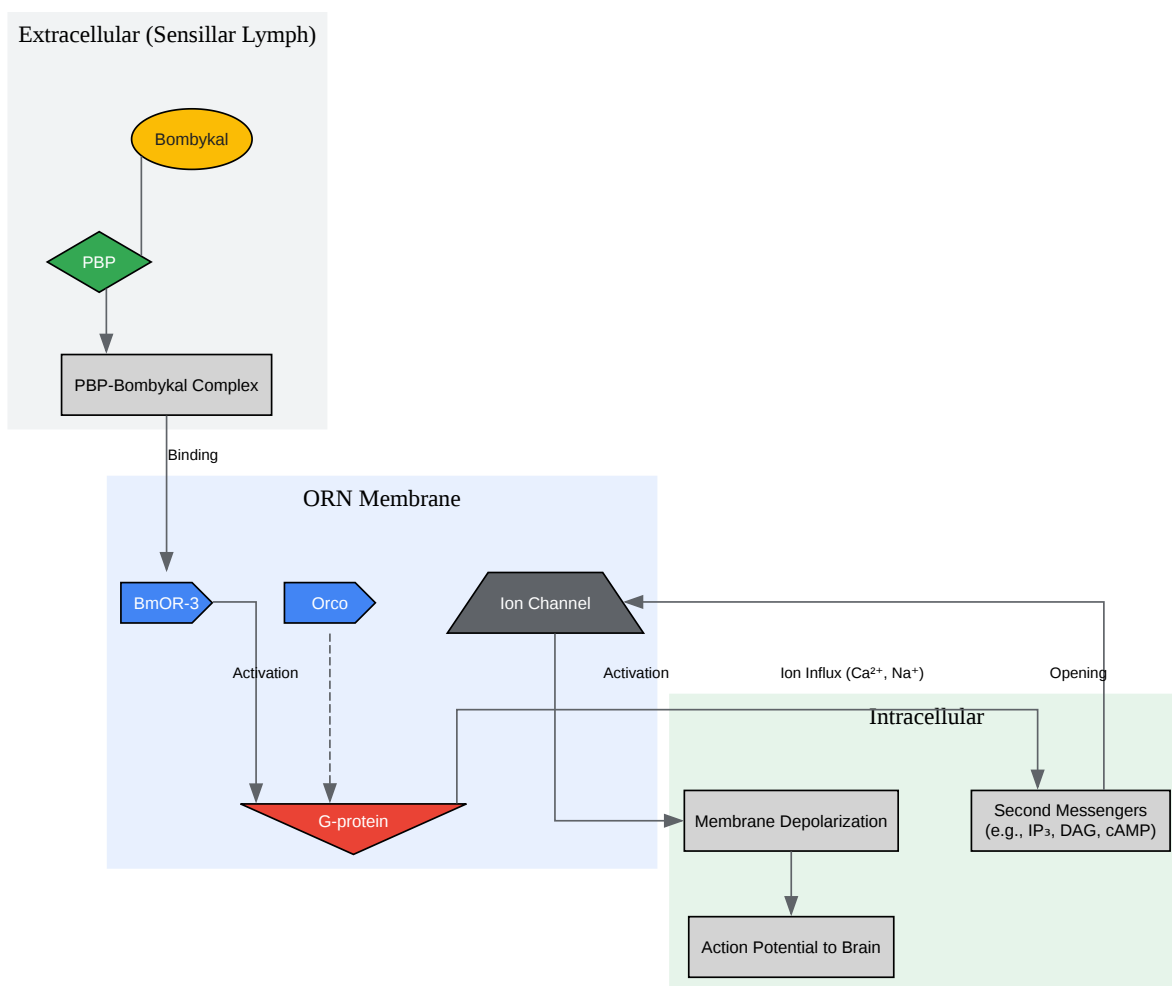 Extracellular (Sensillar Lymph)
Bombykal
PBP
PBP-Bombykal Complex
Binding
ORN Membrane
BmOR-3
Orco
Ion Channel
Activation
Activation
Ion Influx (Ca²⁺, Na⁺)
Opening
Intracellular
G-protein
Membrane Depolarization
Second Messengers
(e.g., IP₃, DAG, cAMP)
Action Potential to Brain